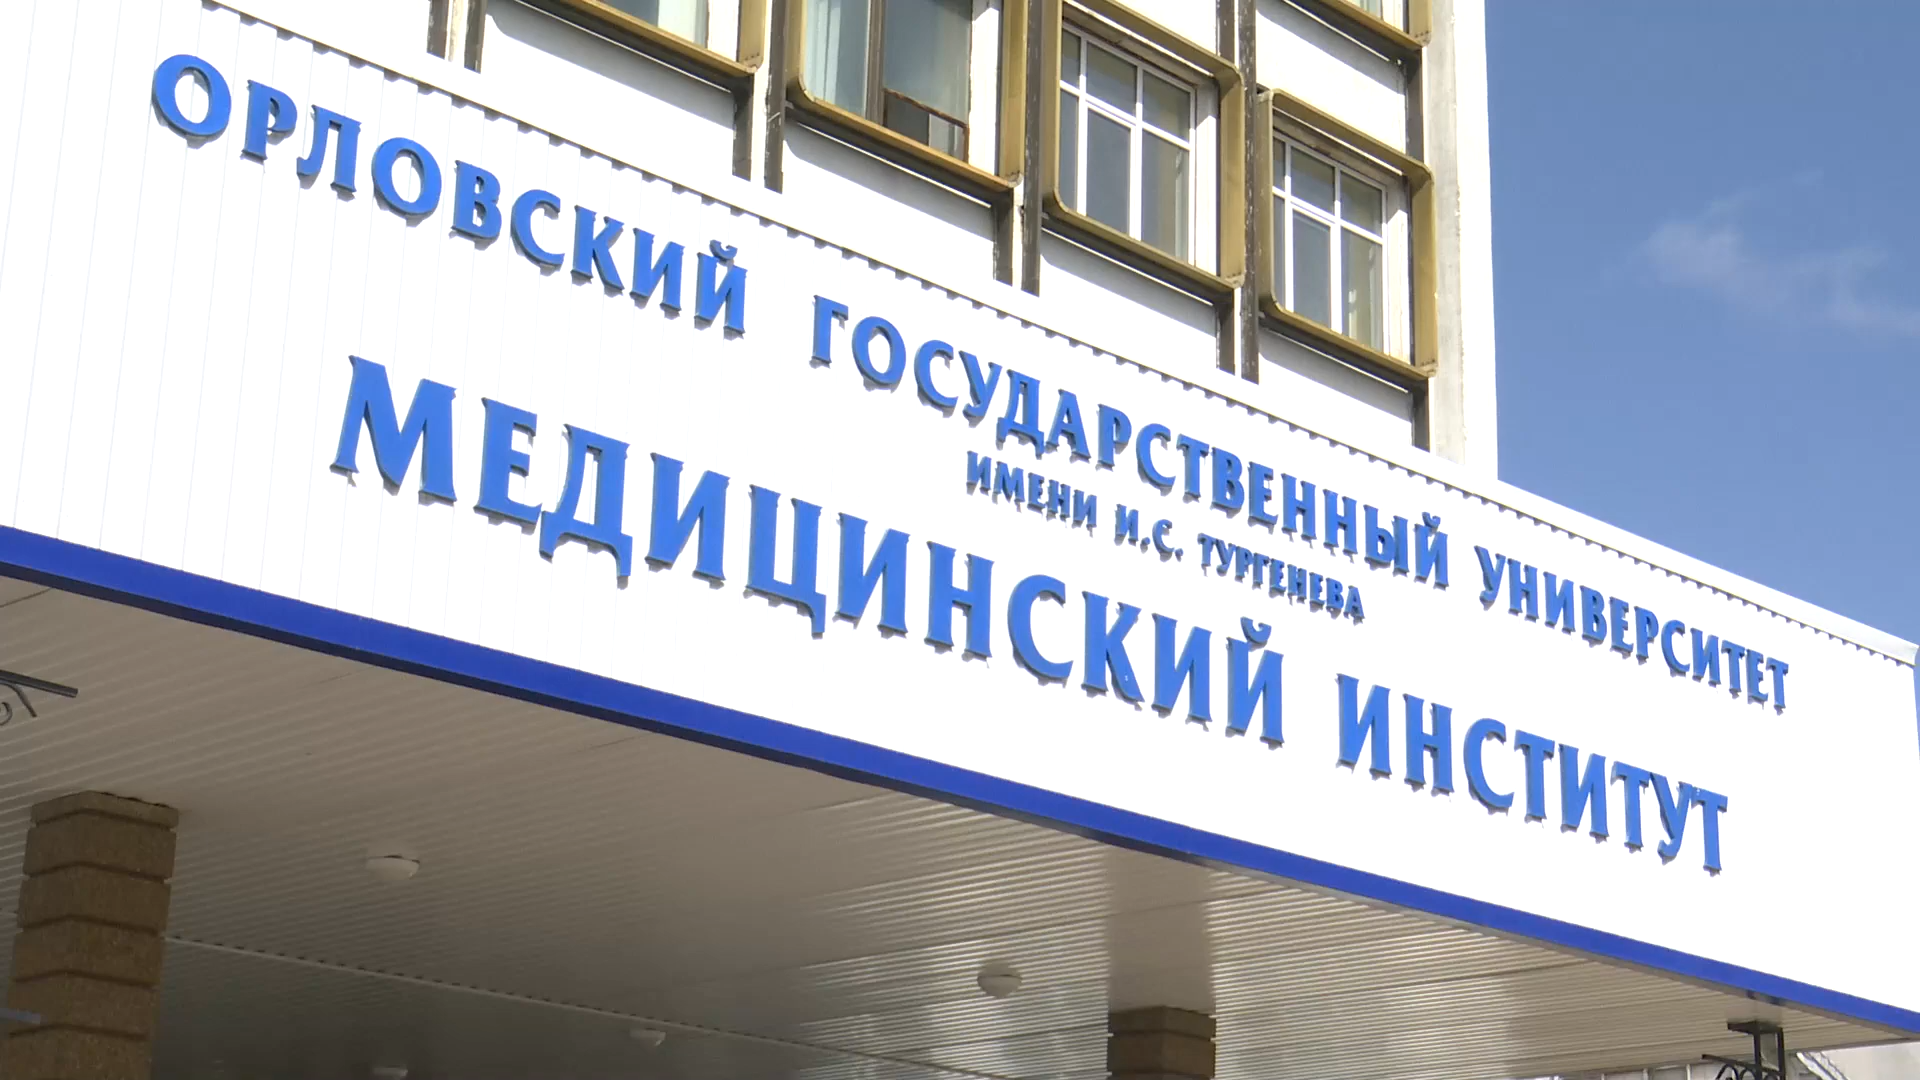 ОРЛОВСКИЙ ГОСУДАРСТВЕННЫЙ УНИВЕРСИТЕТ
ИМЕНИ И.С. ТУРГЕНЕВА
МЕДИЦИНСКИЙ ИНСТИТУТ